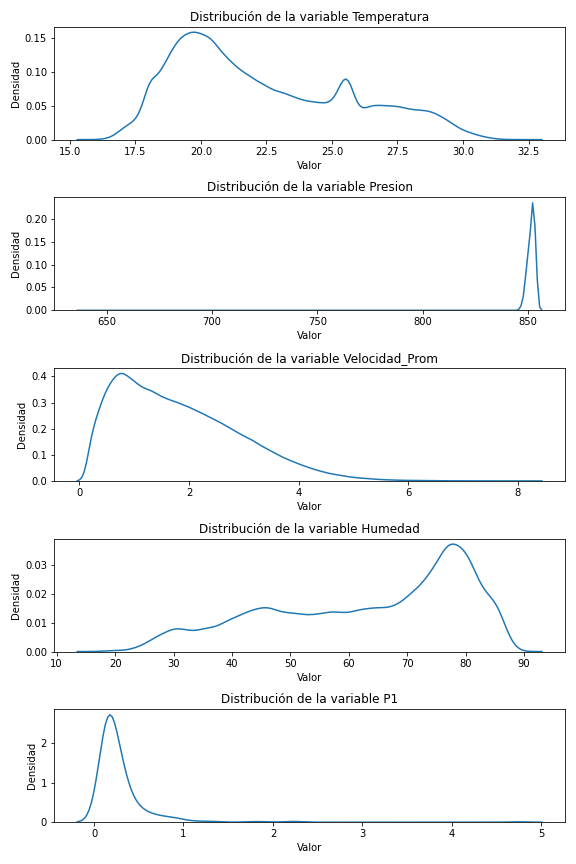 Distribución de la variable Temperatura
0.15
0.10
0.05
0.00
Densidad
15.0 17.5 20.0 22.5 25.0 27.5 30.0 32.5
Valor
Distribución de la variable Presion
0.20
0.15
0.10
0.05
0.00
Densidad
650 700 750 800 850
Valor
Distribución de la variable Velocidad_Prom
0.4
0.3
0.2
0.1
0.0
Densidad
0 2 4 6 8
Valor
Distribución de la variable Humedad
0.03
0.02
0.01
0.00
Densidad
10 20 30 40 50 60 70 80 90
Valor
Distribución de la variable P1
2
1
0
Densidad
0 1 2 3 4 5
Valor